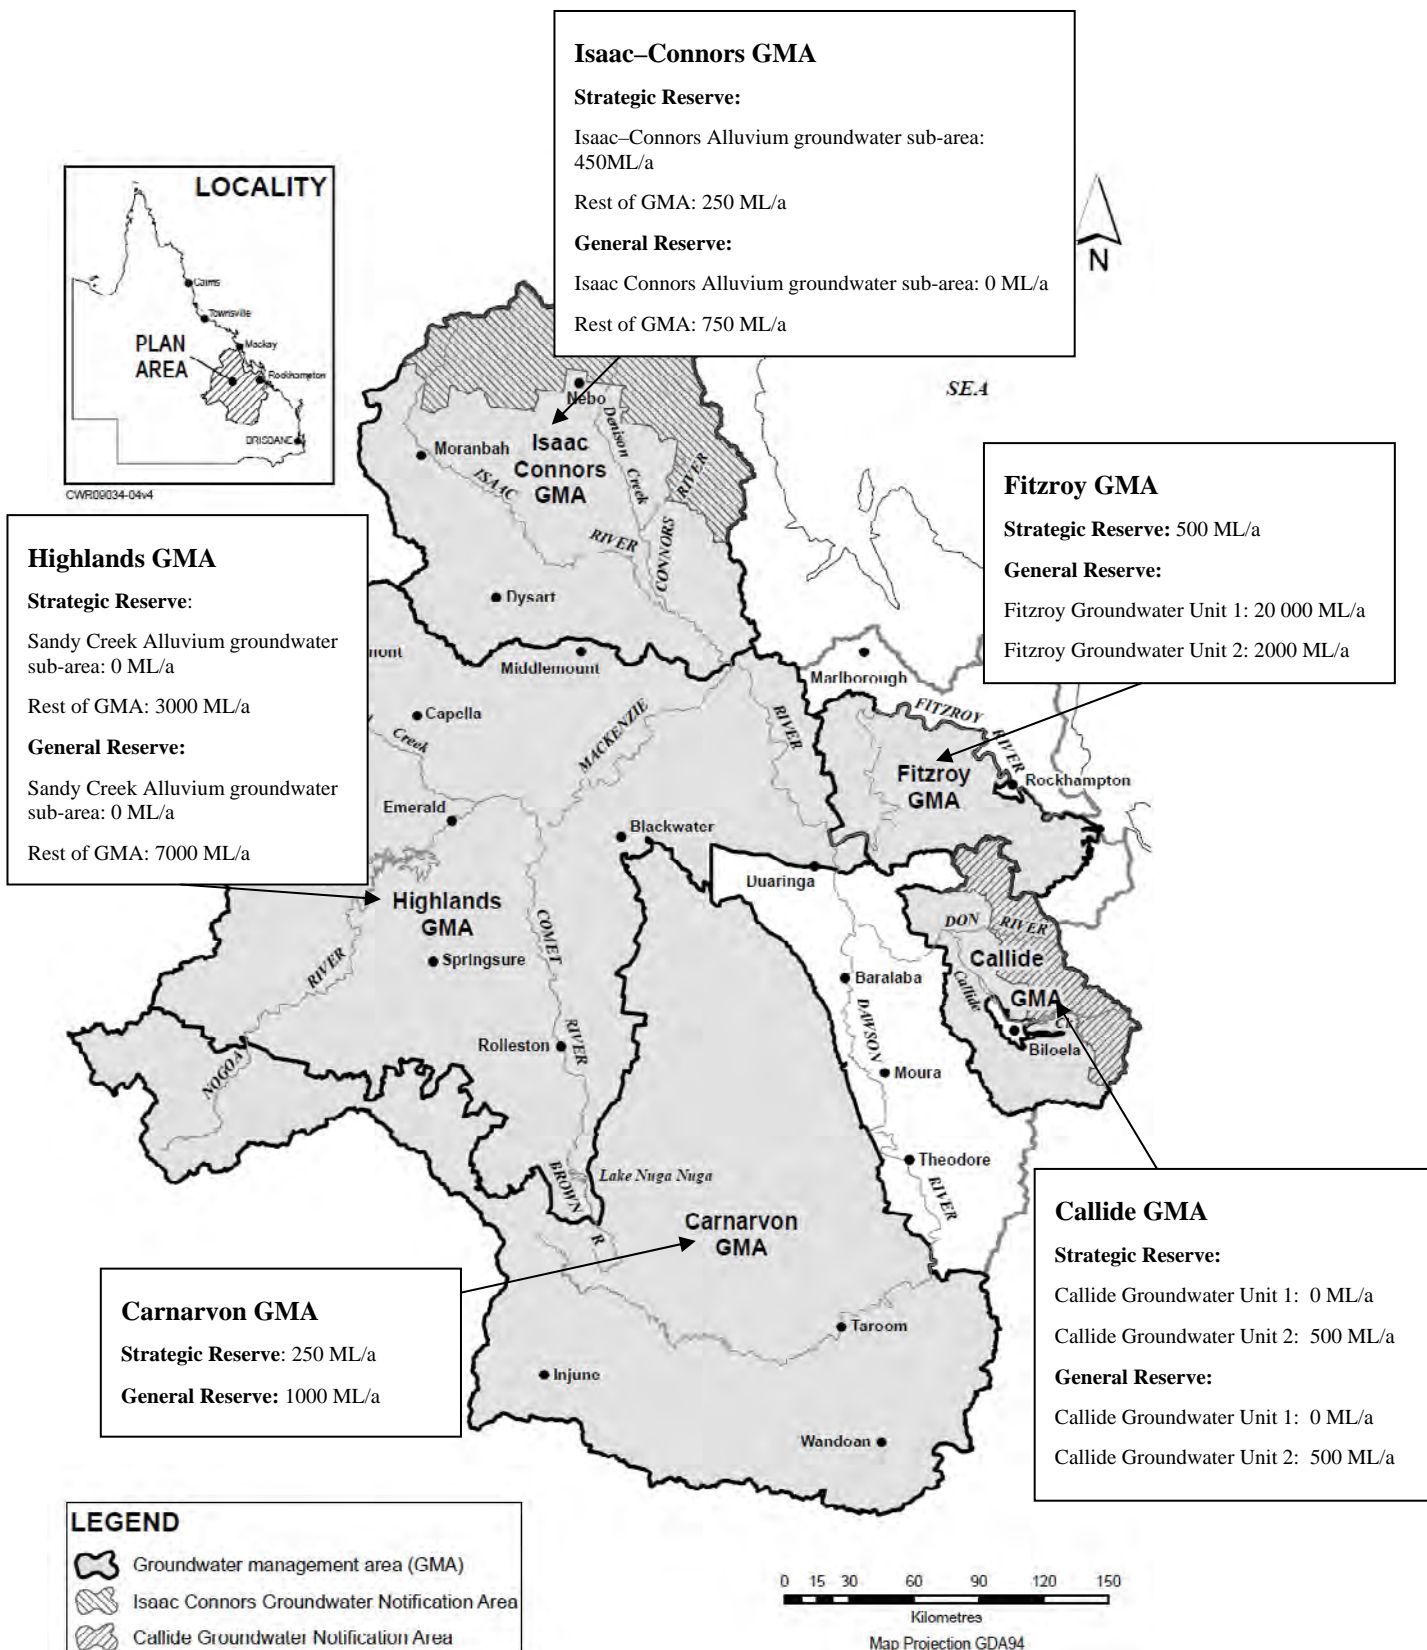 Isaac–Connors GMA
Strategic Reserve:
Isaac–Connors Alluvium groundwater sub-area:
450ML/a
Rest of GMA: 250 ML/a
General Reserve:
Isaac Connors Alluvium groundwater sub-area: 0 ML/a
Rest of GMA: 750 ML/a
LOCALITY
Cairns
Townsville
Mackay
PLAN
AREA
Rockhampton
BRISBANE
CWR09034-04v4
N
SEA
Nebo
Moranbah
Isaac
Connors
GMA
Denison Creek
ISAAC
RIVER
CONNORS
RIVER
Dysart
Fitzroy GMA
Strategic Reserve: 500 ML/a
General Reserve:
Fitzroy Groundwater Unit 1: 20 000 ML/a
Fitzroy Groundwater Unit 2: 2000 ML/a
Highlands GMA
Strategic Reserve:
Sandy Creek Alluvium groundwater
sub-area: 0 ML/a
Rest of GMA: 3000 ML/a
General Reserve:
Sandy Creek Alluvium groundwater
sub-area: 0 ML/a
Rest of GMA: 7000 ML/a
mont
Middlemount
Marlborough
Capella
Creek
MACKENZIE
RIVER
FITZROY
RIVER
Fitzroy
GMA
Rockhampton
Emerald
Blackwater
Duaringa
Highlands
GMA
COMET
RIVER
DON RIVER
Callide
GMA
Callide
Ck
Biloela
RIVER
Springsure
Baralaba
DAWSON
Rolleston
NOGOA
Moura
Theodore
RIVER
BROWN
R
Lake Nuga Nuga
Carnarvon
GMA
Callide GMA
Strategic Reserve:
Callide Groundwater Unit 1: 0 ML/a
Callide Groundwater Unit 2: 500 ML/a
General Reserve:
Callide Groundwater Unit 1: 0 ML/a
Callide Groundwater Unit 2: 500 ML/a
Carnarvon GMA
Strategic Reserve: 250 ML/a
General Reserve: 1000 ML/a
Taroom
Injune
Wandoan
LEGEND
Groundwater management area (GMA)
Isaac Connors Groundwater Notification Area
Callide Groundwater Notification Area
0 15 30 60 90 120 150
Kilometres
Map Projection GDA94